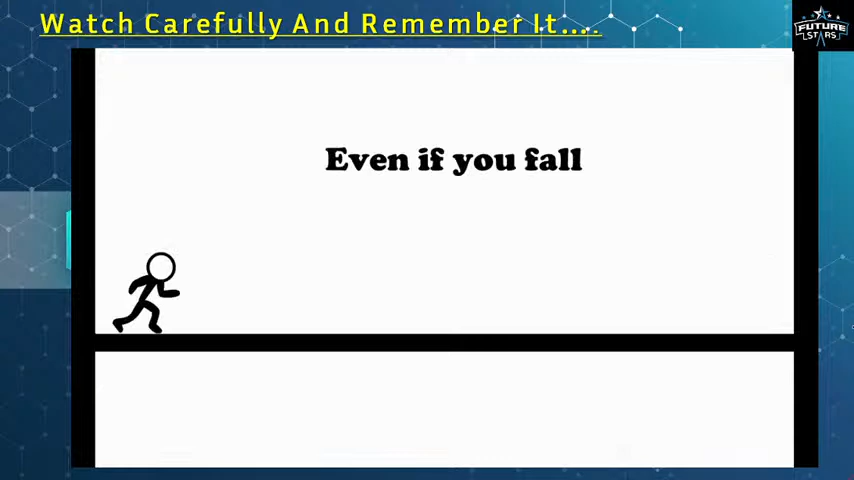 Watch Carefully And Remember It....
FUTURE
STARS
Even if you fall